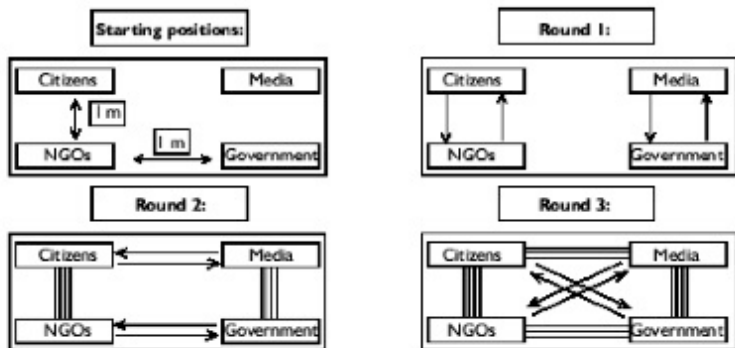 Starting positions:
Citizens
Media
1 m
1 m
NGOs
Government
Round 1:
Citizens
Media
NGOs
Government
Round 2:
Citizens
Media
NGOs
Government
Round 3:
Citizens
Media
NGOs
Government